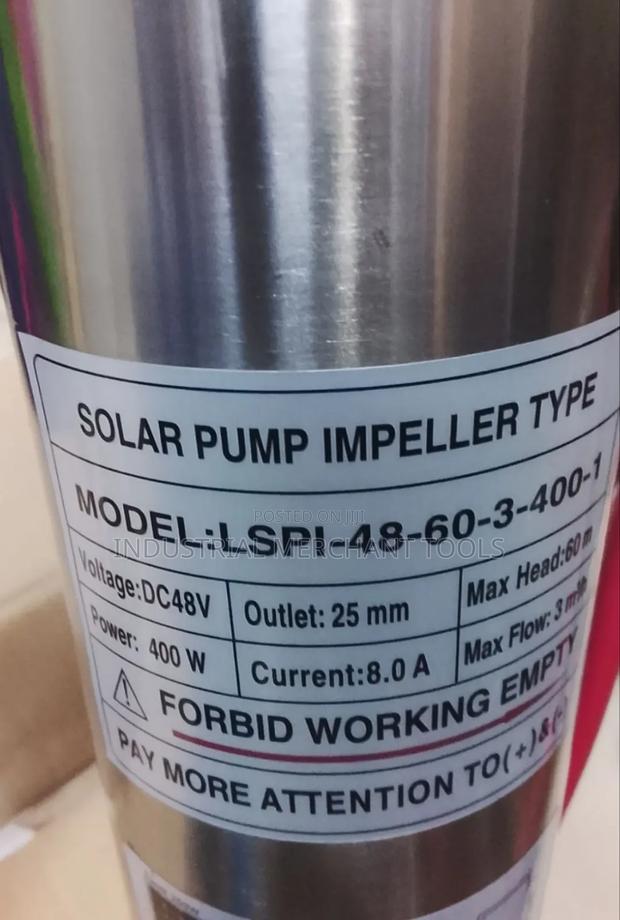 SOLAR PUMP IMPELLER TYPE
MODEL:LSPI-48-60-3-400-1
POSTED ON JIJI
INDUSTRIAL MERCHANT TOOLS
Voltage:DC48V Outlet: 25 mm Max Head:60 m
Power: 400 W Current:8.0 A Max Flow: 3 m³/h
FORBID WORKING EMPTY
PAY MORE ATTENTION TO(+)&(-)